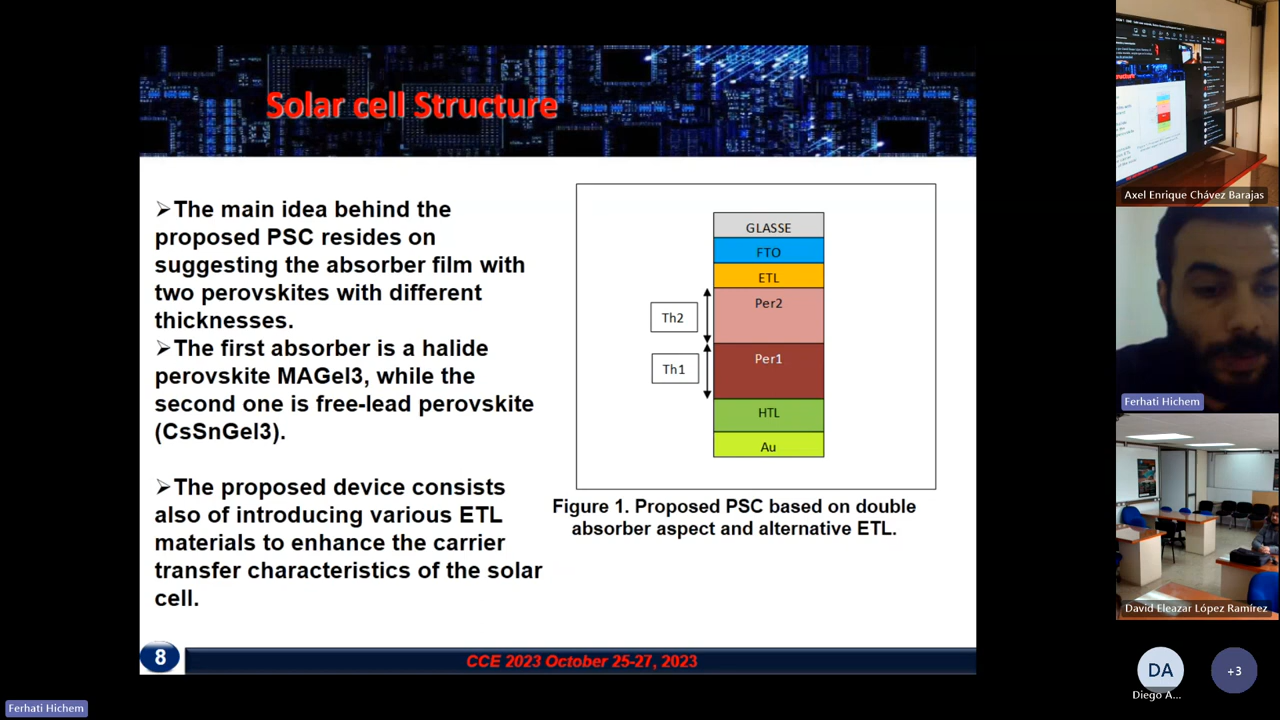 Solar cell Structure
➢The main idea behind the
proposed PSC resides on
suggesting the absorber film with
two perovskites with different
thicknesses.
➢The first absorber is a halide
perovskite MAGeI3, while the
second one is free-lead perovskite
(CsSnGeI3).
➢The proposed device consists
also of introducing various ETL
materials to enhance the carrier
transfer characteristics of the solar
cell.
GLASSE
FTO
ETL
Per2
Th2
Per1
Th1
HTL
Au
Figure 1. Proposed PSC based on double
absorber aspect and alternative ETL.
8
CCE 2023 October 25-27, 2023
Ferhati Hichem
Axel Enrique Chávez Barajas
Ferhati Hichem
David Eleazar López Ramírez
DA
Diego A...
+3